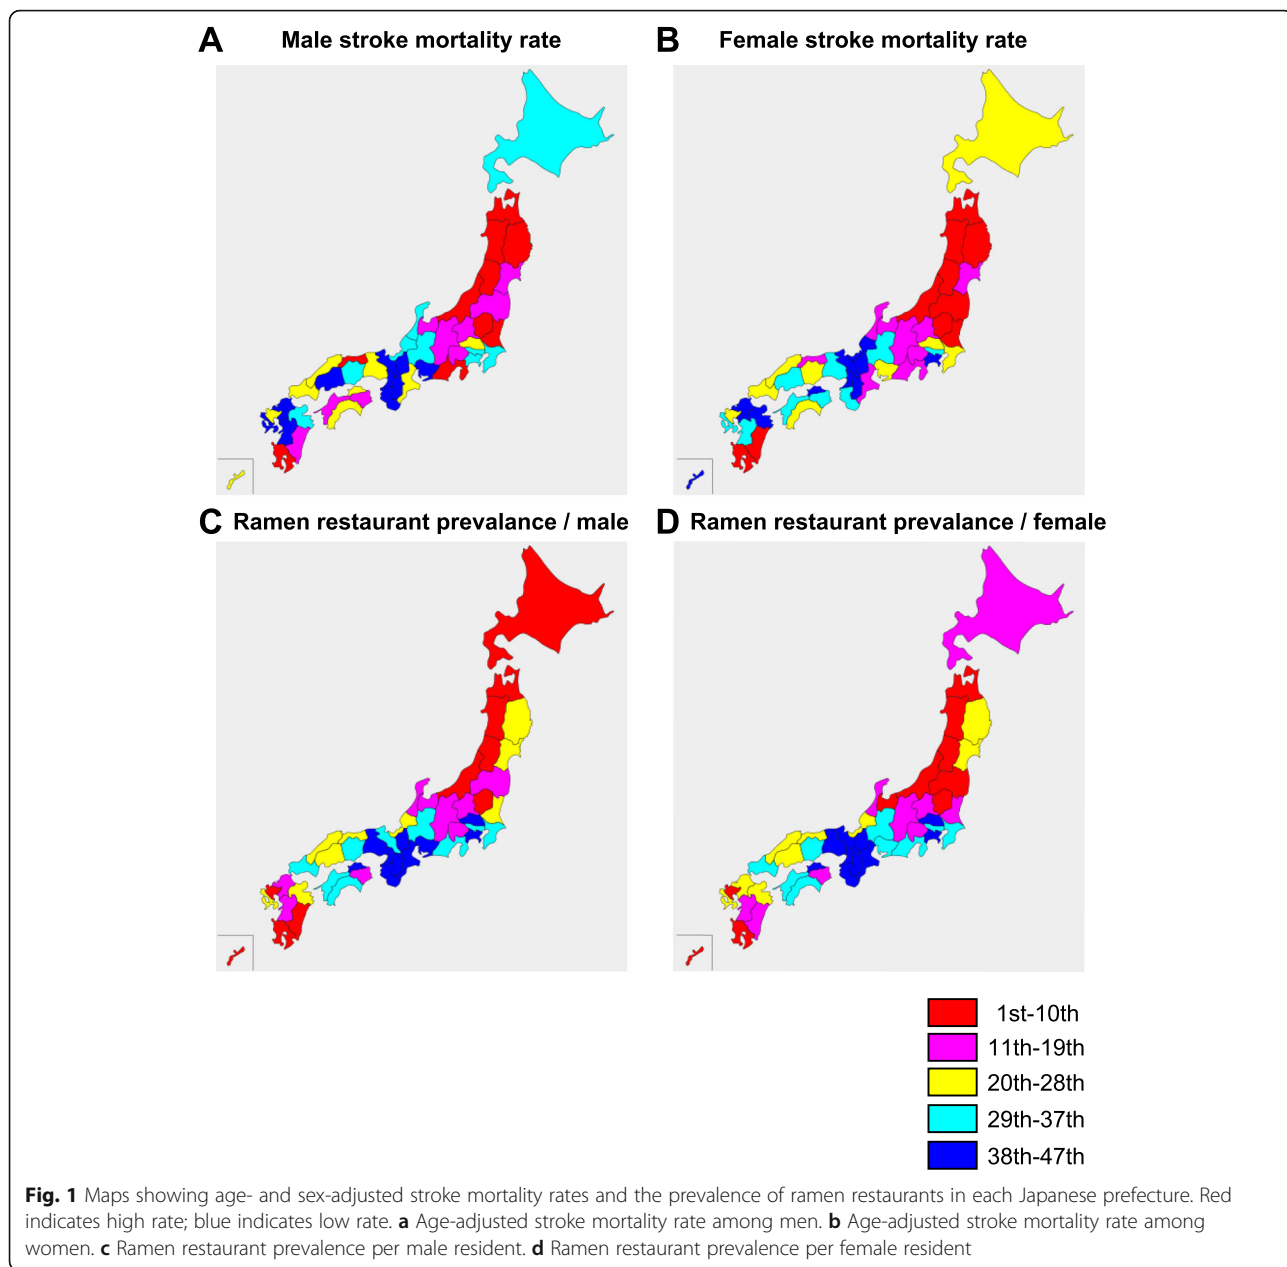 A Male stroke mortality rate
B Female stroke mortality rate
C Ramen restaurant prevalance / male
D Ramen restaurant prevalance / female
1st-10th
11th-19th
20th-28th
29th-37th
38th-47th
Fig. 1 Maps showing age- and sex-adjusted stroke mortality rates and the prevalence of ramen restaurants in each Japanese prefecture. Red
indicates high rate; blue indicates low rate. a Age-adjusted stroke mortality rate among men. b Age-adjusted stroke mortality rate among
women. c Ramen restaurant prevalence per male resident. d Ramen restaurant prevalence per female resident